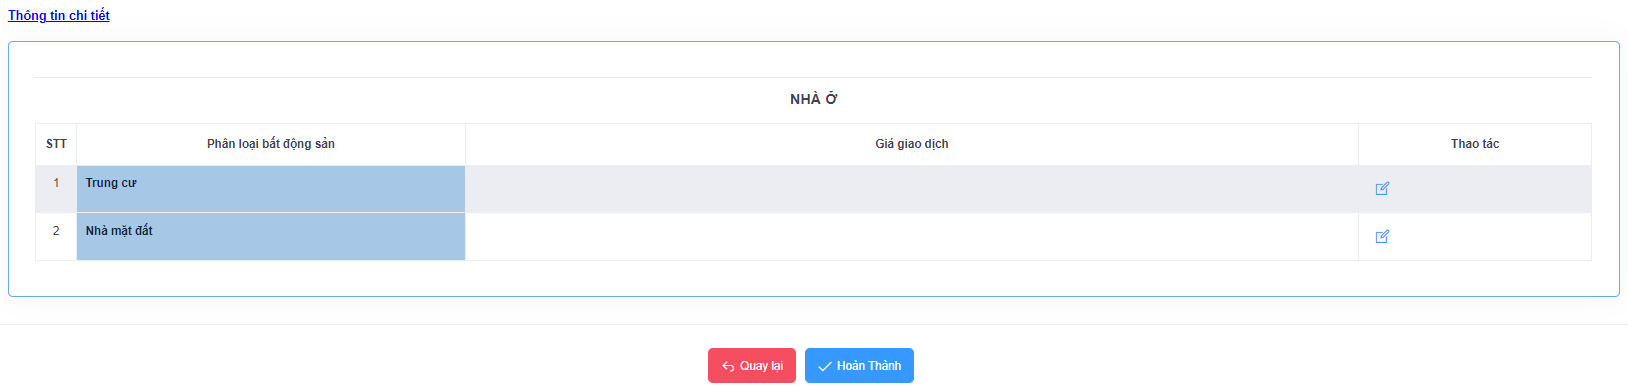 Thông tin chi tiết
NHÀ Ở
STT Phân loại bất động sản Giá giao dịch Thao tác
1 Trung cư
2 Nhà mặt đất
Quay lại Hoàn Thành